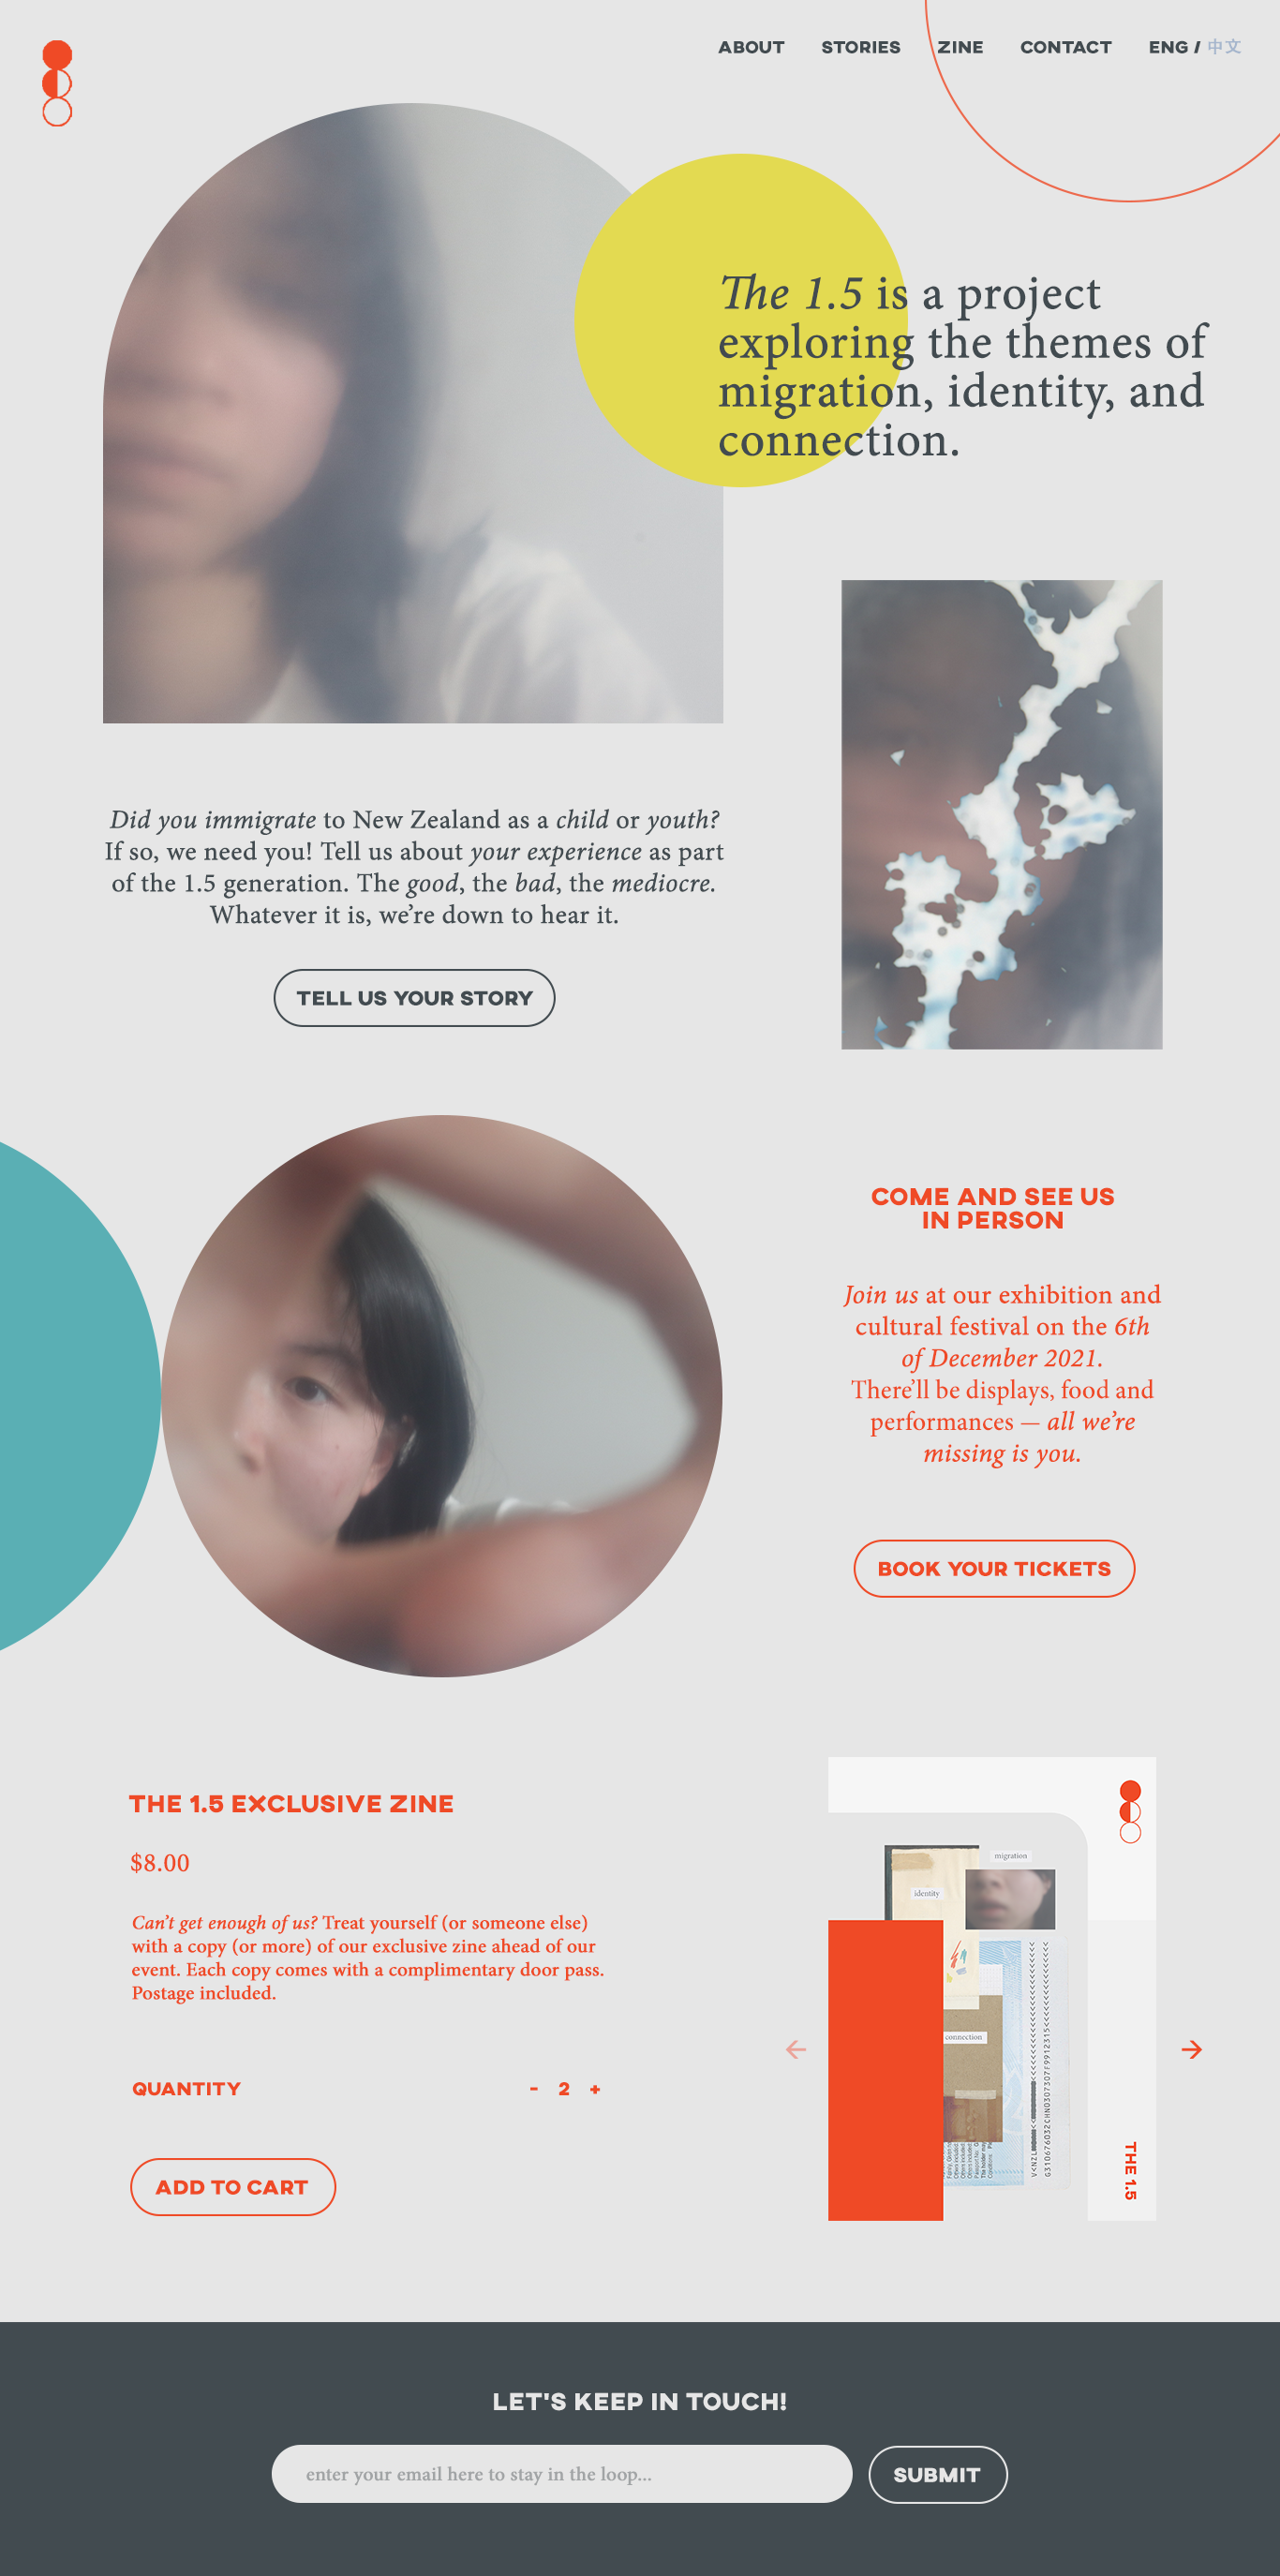 ABOUT STORIES ZINE CONTACT ENG / 中文
The 1.5 is a project
exploring the themes of
migration, identity, and
connection.
Did you immigrate to New Zealand as a child or youth?
If so, we need you! Tell us about your experience as part
of the 1.5 generation. The good, the bad, the mediocre.
Whatever it is, we’re down to hear it.
TELL US YOUR STORY
COME AND SEE US
IN PERSON
Join us at our exhibition and
cultural festival on the 6th
of December 2021.
There’ll be displays, food and
performances — all we’re
missing is you.
BOOK YOUR TICKETS
THE 1.5 EXCLUSIVE ZINE
$8.00
Can’t get enough of us? Treat yourself (or someone else)
with a copy (or more) of our exclusive zine ahead of our
event. Each copy comes with a complimentary door pass.
Postage included.
QUANTITY - 2 +
ADD TO CART
migration
identity
connection
THE 1.5
LET'S KEEP IN TOUCH!
enter your email here to stay in the loop...
SUBMIT